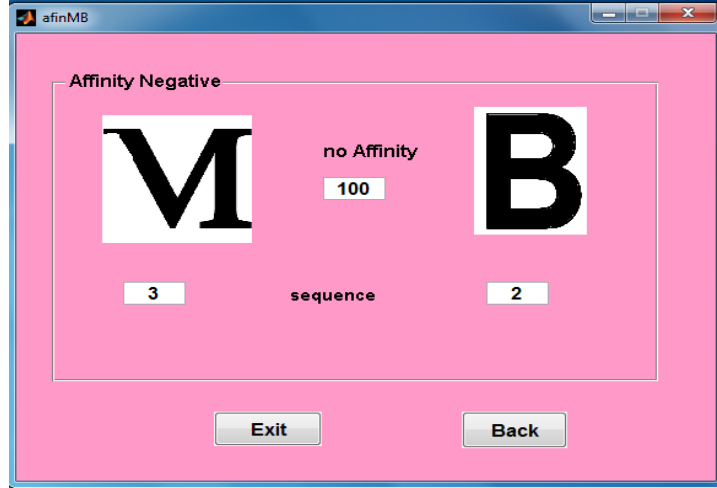 afinMB
Affinity Negative
M
B
no Affinity
100
3
sequence
2
Exit
Back